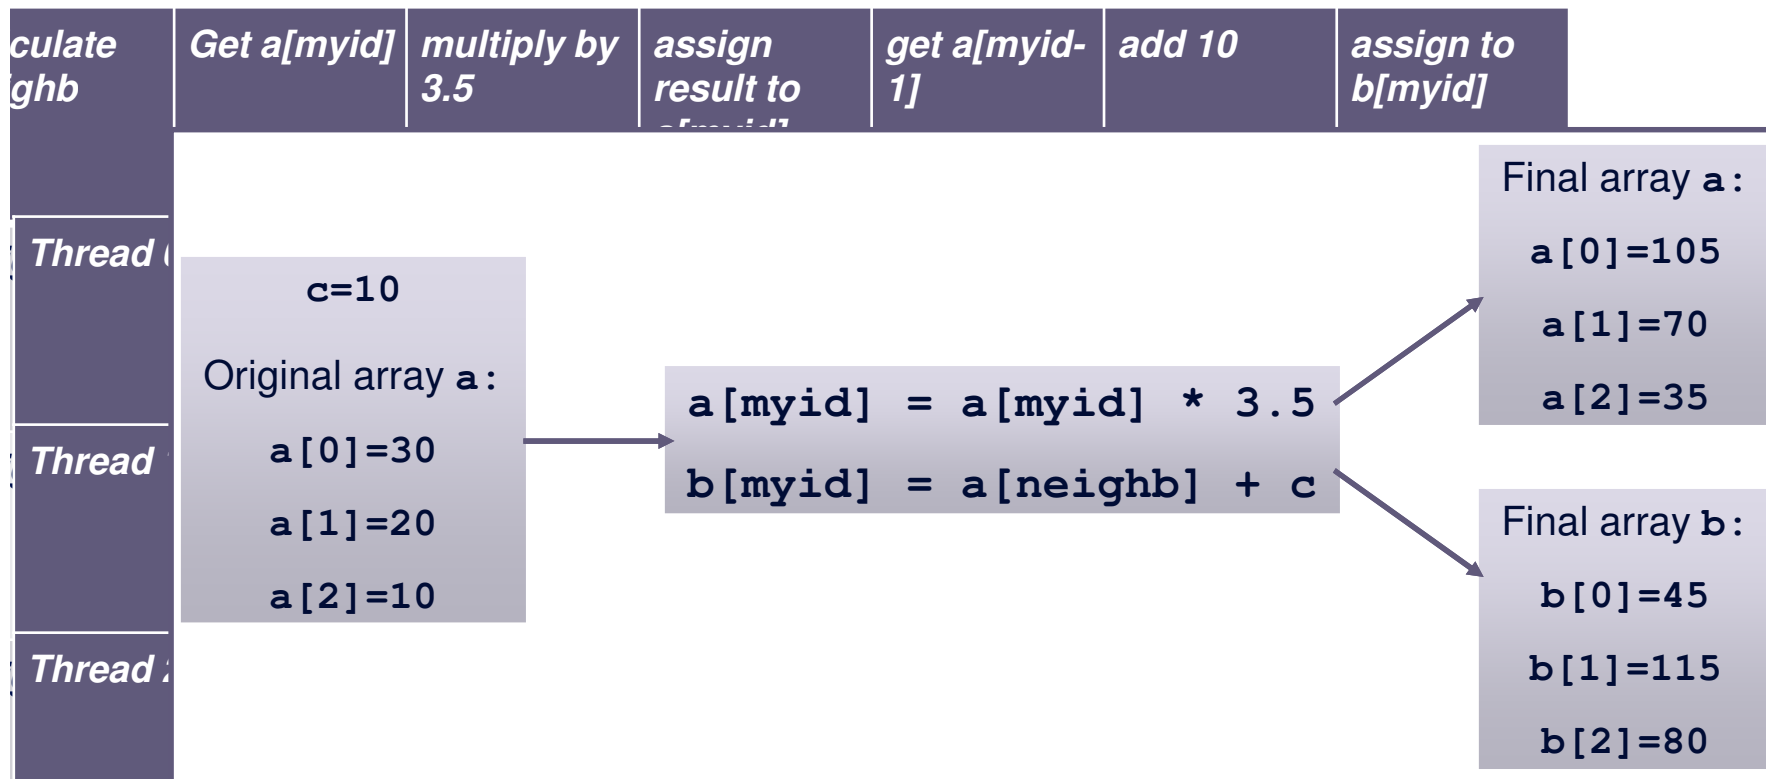 culate
ghb
Get a[myid]
multiply by
3.5
assign
result to
a[myid]
get a[myid-
1]
add 10
assign to
b[myid]
Thread
c=10
Original array a:
a[0]=30
a[1]=20
a[2]=10
a[myid] = a[myid] * 3.5
b[myid] = a[neighb] + c
Final array a:
a[0]=105
a[1]=70
a[2]=35
Thread
Final array b:
b[0]=45
b[1]=115
b[2]=80
Thread